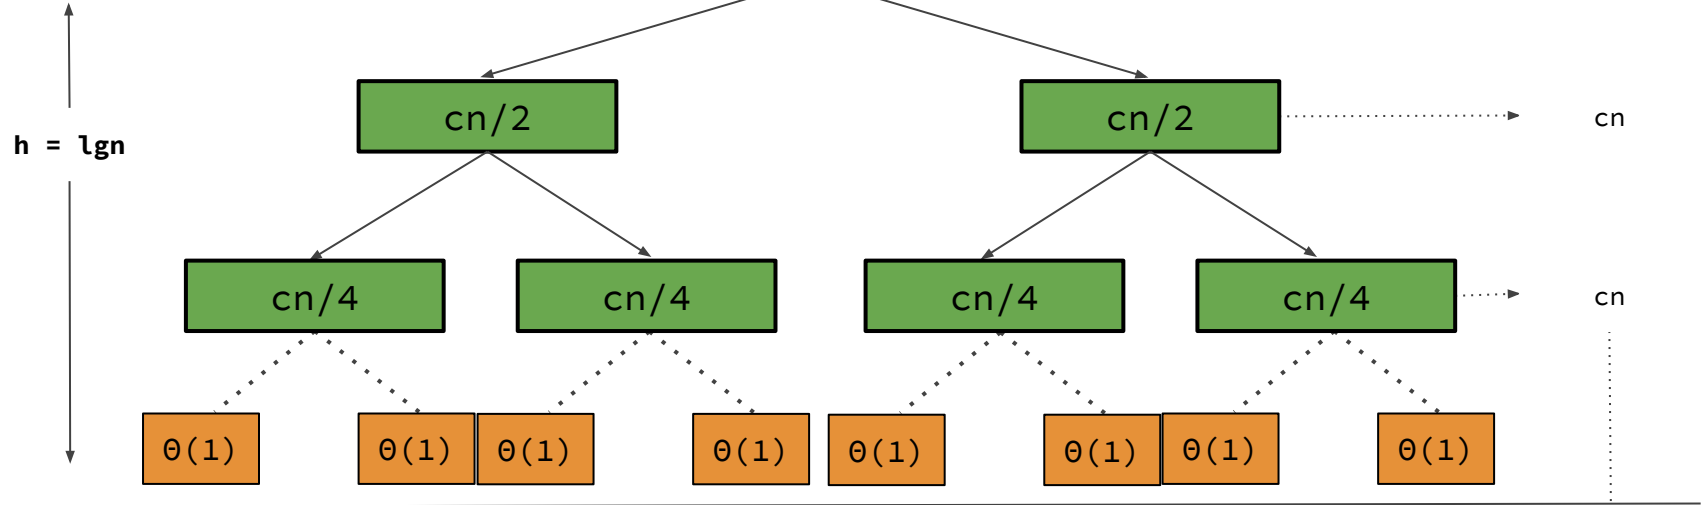 cn/2 cn/2 cn
h = lgn
cn/4 cn/4 cn/4 cn/4 cn
Θ(1) Θ(1) Θ(1) Θ(1) Θ(1) Θ(1) Θ(1) Θ(1)